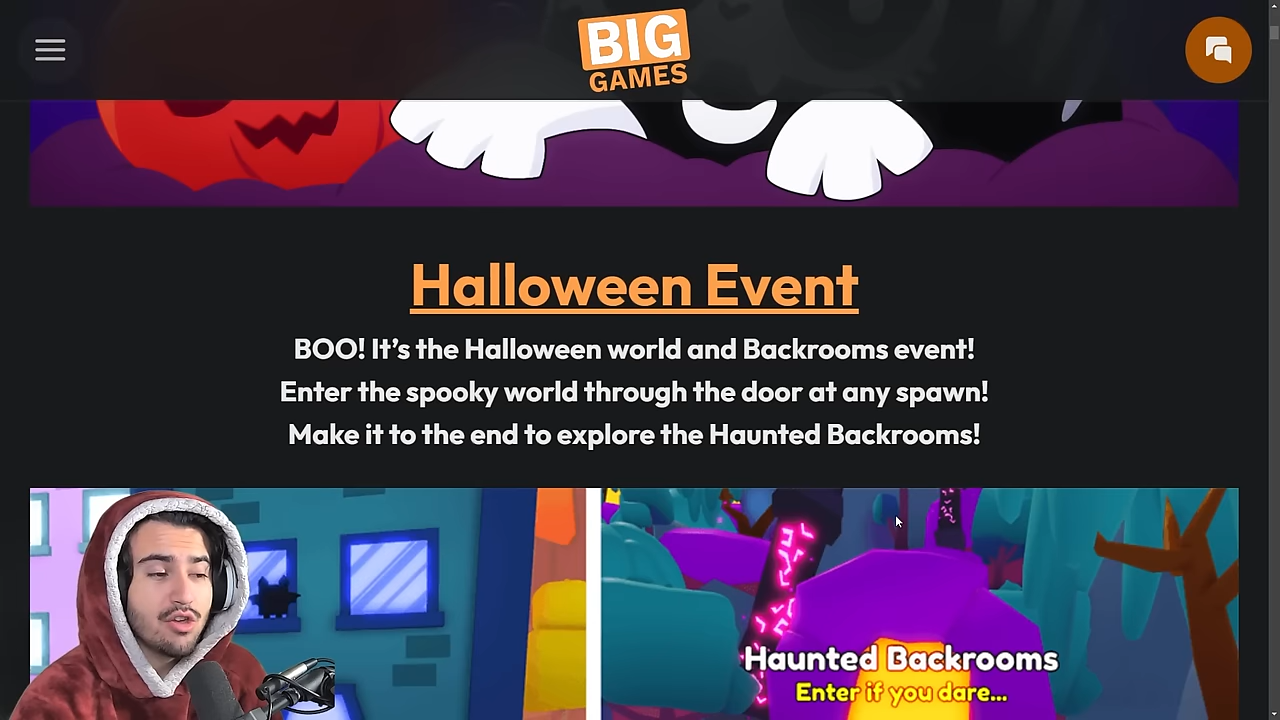 BIG
GAMES
Halloween Event
BOO! It’s the Halloween world and Backrooms event!
Enter the spooky world through the door at any spawn!
Make it to the end to explore the Haunted Backrooms!
Haunted Backrooms
Enter if you dare...